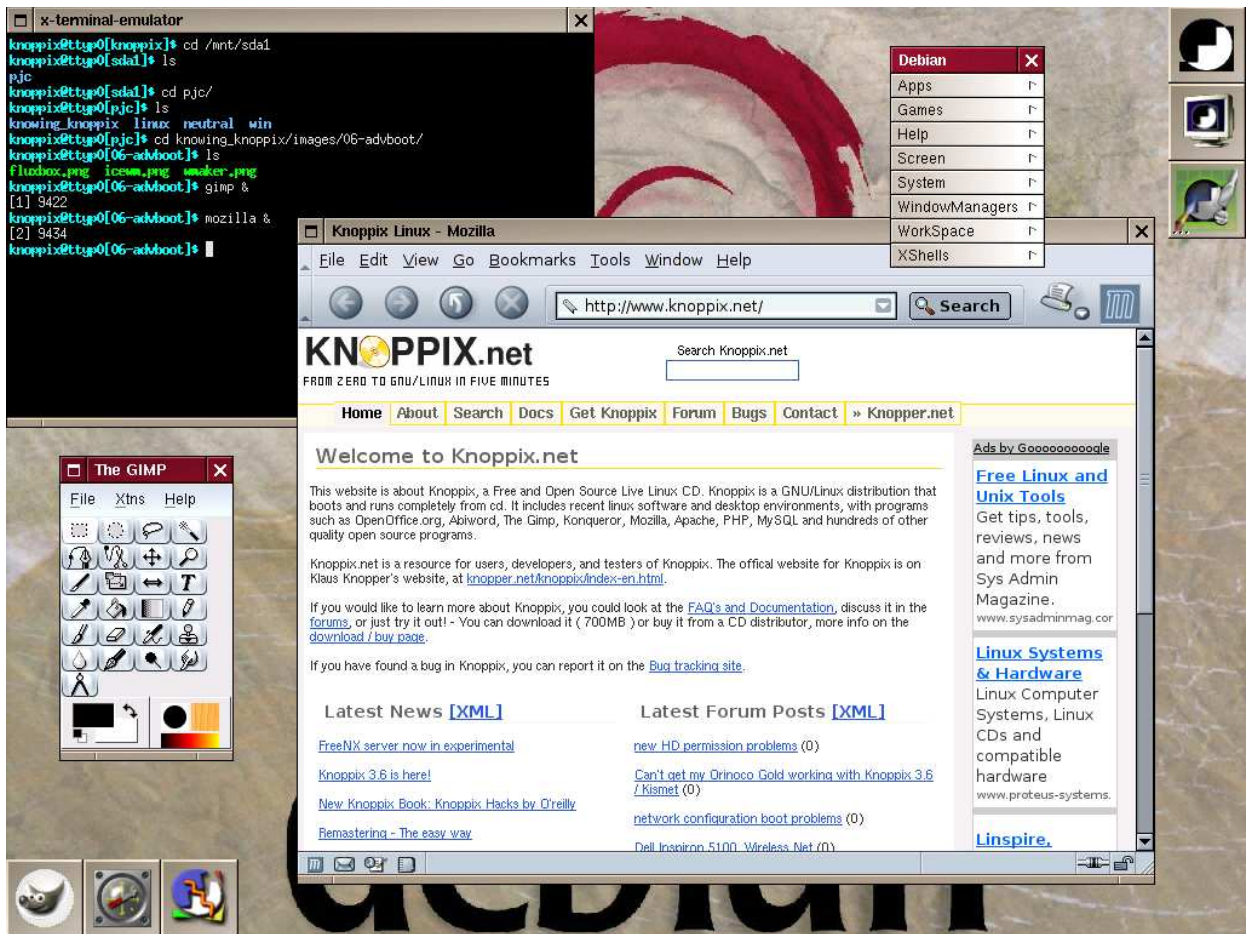 x-terminal-emulator
knoppix@ttyp0[knoppix]$ cd /mnt/sda1
knoppix@ttyp0[sda1]$ ls
pjc
knoppix@ttyp0[sda1]$ cd pjc/
knoppix@ttyp0[pjc]$ ls
knowing_knoppix linux neutral win
knoppix@ttyp0[pjc]$ cd knowing_knoppix/images/06-advboot/
knoppix@ttyp0[06-advboot]$ ls
fluxbox.png icewm.png wmaker.png
knoppix@ttyp0[06-advboot]$ gimp &
[1] 9422
knoppix@ttyp0[06-advboot]$ mozilla &
[2] 9434
knoppix@ttyp0[06-advboot]$
Debian
Apps
Games
Help
Screen
System
WindowManagers
WorkSpace
XShells
Knoppix Linux - Mozilla
File Edit View Go Bookmarks Tools Window Help
http://www.knoppix.net/ Search
KNOPPIX.net
FROM ZERO TO GNU/LINUX IN FIVE MINUTES
Search Knoppix.net
Home About Search Docs Get Knoppix Forum Bugs Contact » Knopper.net
Welcome to Knoppix.net
This website is about Knoppix, a Free and Open Source Live Linux CD. Knoppix is a GNU/Linux distribution that
boots and runs completely from cd. It includes recent linux software and desktop environments, with programs
such as OpenOffice.org, Abiword, The Gimp, Konqueror, Mozilla, Apache, PHP, MySQL and hundreds of other
quality open source programs.
Knoppix.net is a resource for users, developers, and testers of Knoppix. The offical website for Knoppix is on
Klaus Knopper's website, at knopper.net/knoppix/index-en.html.
If you would like to learn more about Knoppix, you could look at the FAQ's and Documentation, discuss it in the
forums, or just try it out! - You can download it ( 700MB ) or buy it from a CD distributor, more info on the
download / buy page.
If you have found a bug in Knoppix, you can report it on the Bug tracking site.
Latest News [XML]
FreeNX server now in experimental
Knoppix 3.6 is here!
New Knoppix Book: Knoppix Hacks by O'reilly
Remastering - The easy way
Latest Forum Posts [XML]
new HD permission problems (0)
Can't get my Orinoco Gold working with Knoppix 3.6
/ Kismet (0)
network configuration boot problems (0)
Dell Inspiron 5100, Wireless Net (0)
Ads by Goooooooooogle
Free Linux and
Unix Tools
Get tips, tools,
reviews, news
and more from
Sys Admin
Magazine.
www.sysadminmag.cor
Linux Systems
& Hardware
Linux Computer
Systems, Linux
CDs and
compatible
hardware
www.proteus-systems.
Linspire,
The GIMP
File Xtns Help
debian